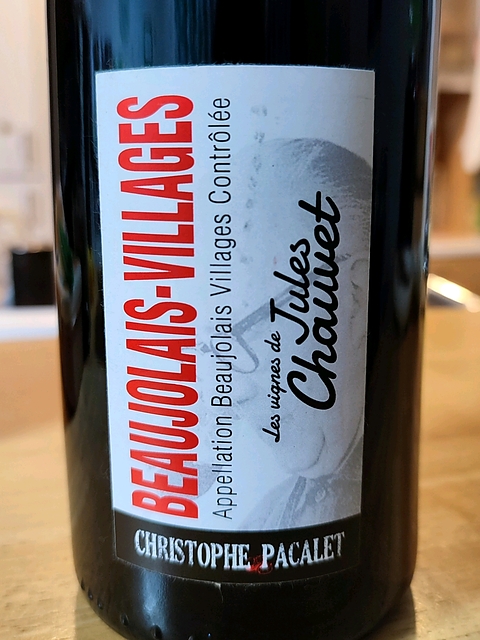 BEAUJOLAIS-VILLAGES
Appellation Beaujolais Villages Contrôlée
Les vignes de Jules
Chauvet
CHRISTOPHE PACALET